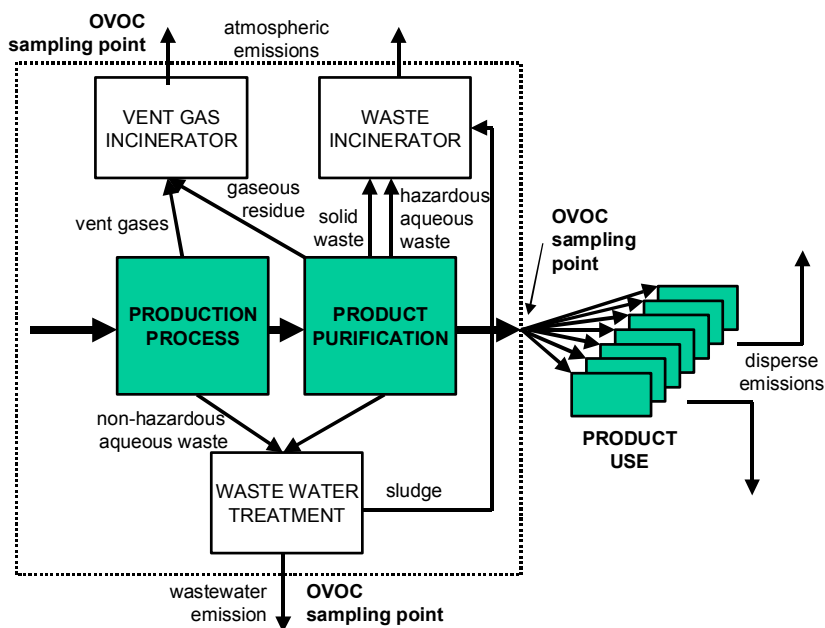 OVOC
sampling point
atmospheric
emissions
VENT GAS
INCINERATOR
WASTE
INCINERATOR
vent gases
gaseous
residue
solid
waste
hazardous
aqueous
waste
OVOC
sampling
point
PRODUCTION
PROCESS
PRODUCT
PURIFICATION
disperse
emissions
non-hazardous
aqueous waste
PRODUCT
USE
WASTE WATER
TREATMENT
sludge
wastewater
emission
OVOC
sampling point